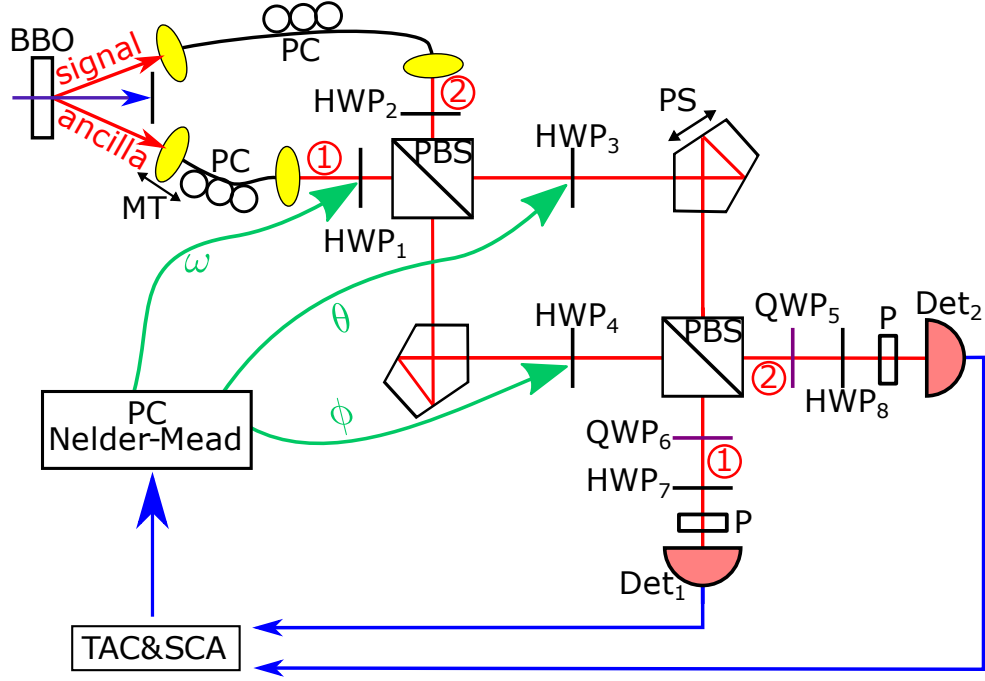 BBO
signal
ancilla
PC
②
HWP₂
PBS
HWP₃
PS
PC
①
MT
HWP₁
ω
θ
ϕ
HWP₄
PBS
QWP₅
P
Det₂
②
HWP₈
PC
Nelder-Mead
QWP₆
①
HWP₇
P
Det₁
TAC&SCA